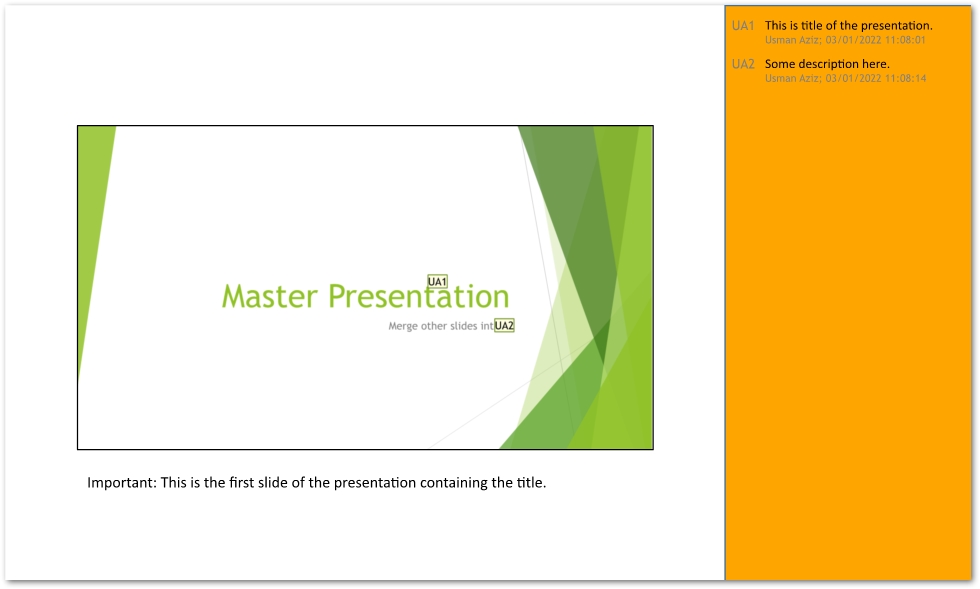 UA1 This is title of the presentation.
Usman Aziz; 03/01/2022 11:08:01
UA2 Some description here.
Usman Aziz; 03/01/2022 11:08:14
UA1
Master Presentation
Merge other slides int UA2
Important: This is the first slide of the presentation containing the title.